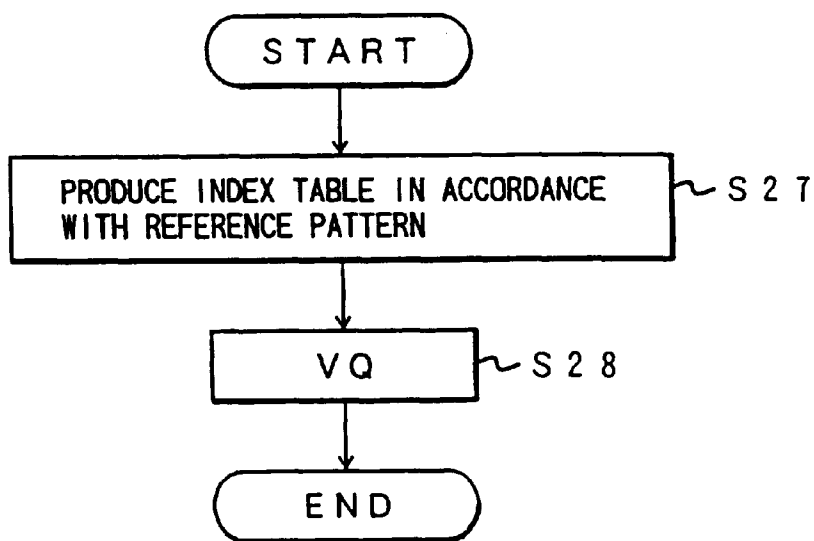 START
PRODUCE INDEX TABLE IN ACCORDANCE
WITH REFERENCE PATTERN
S27
VQ
S28
END